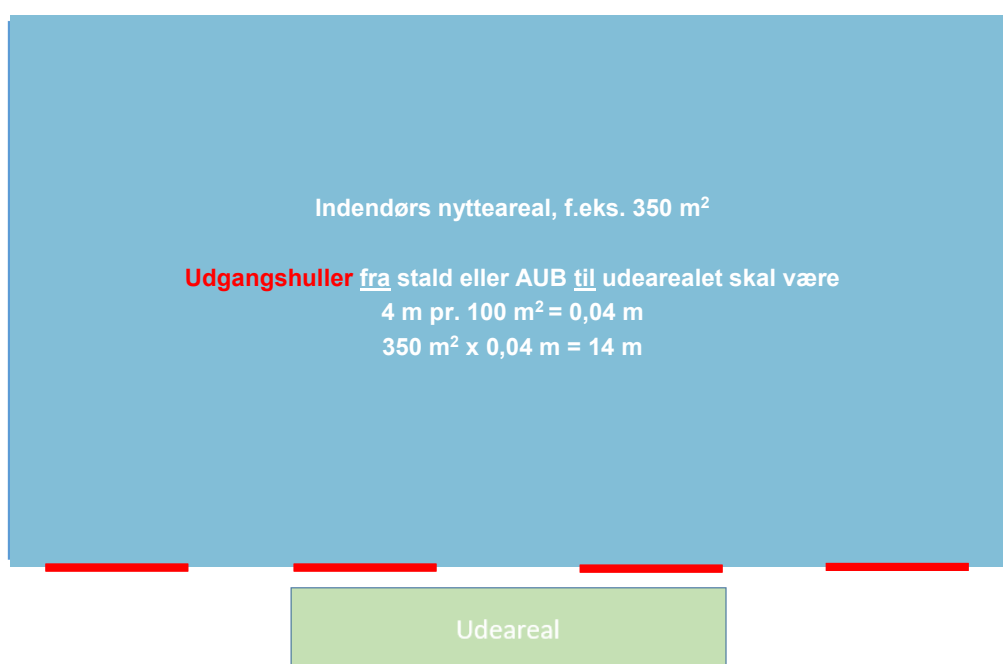 Indendørs nytteareal, f.eks. 350 m²
Udgangshuller fra stald eller AUB til udearealet skal være
4 m pr. 100 m² = 0,04 m
350 m² x 0,04 m = 14 m
Udeareal